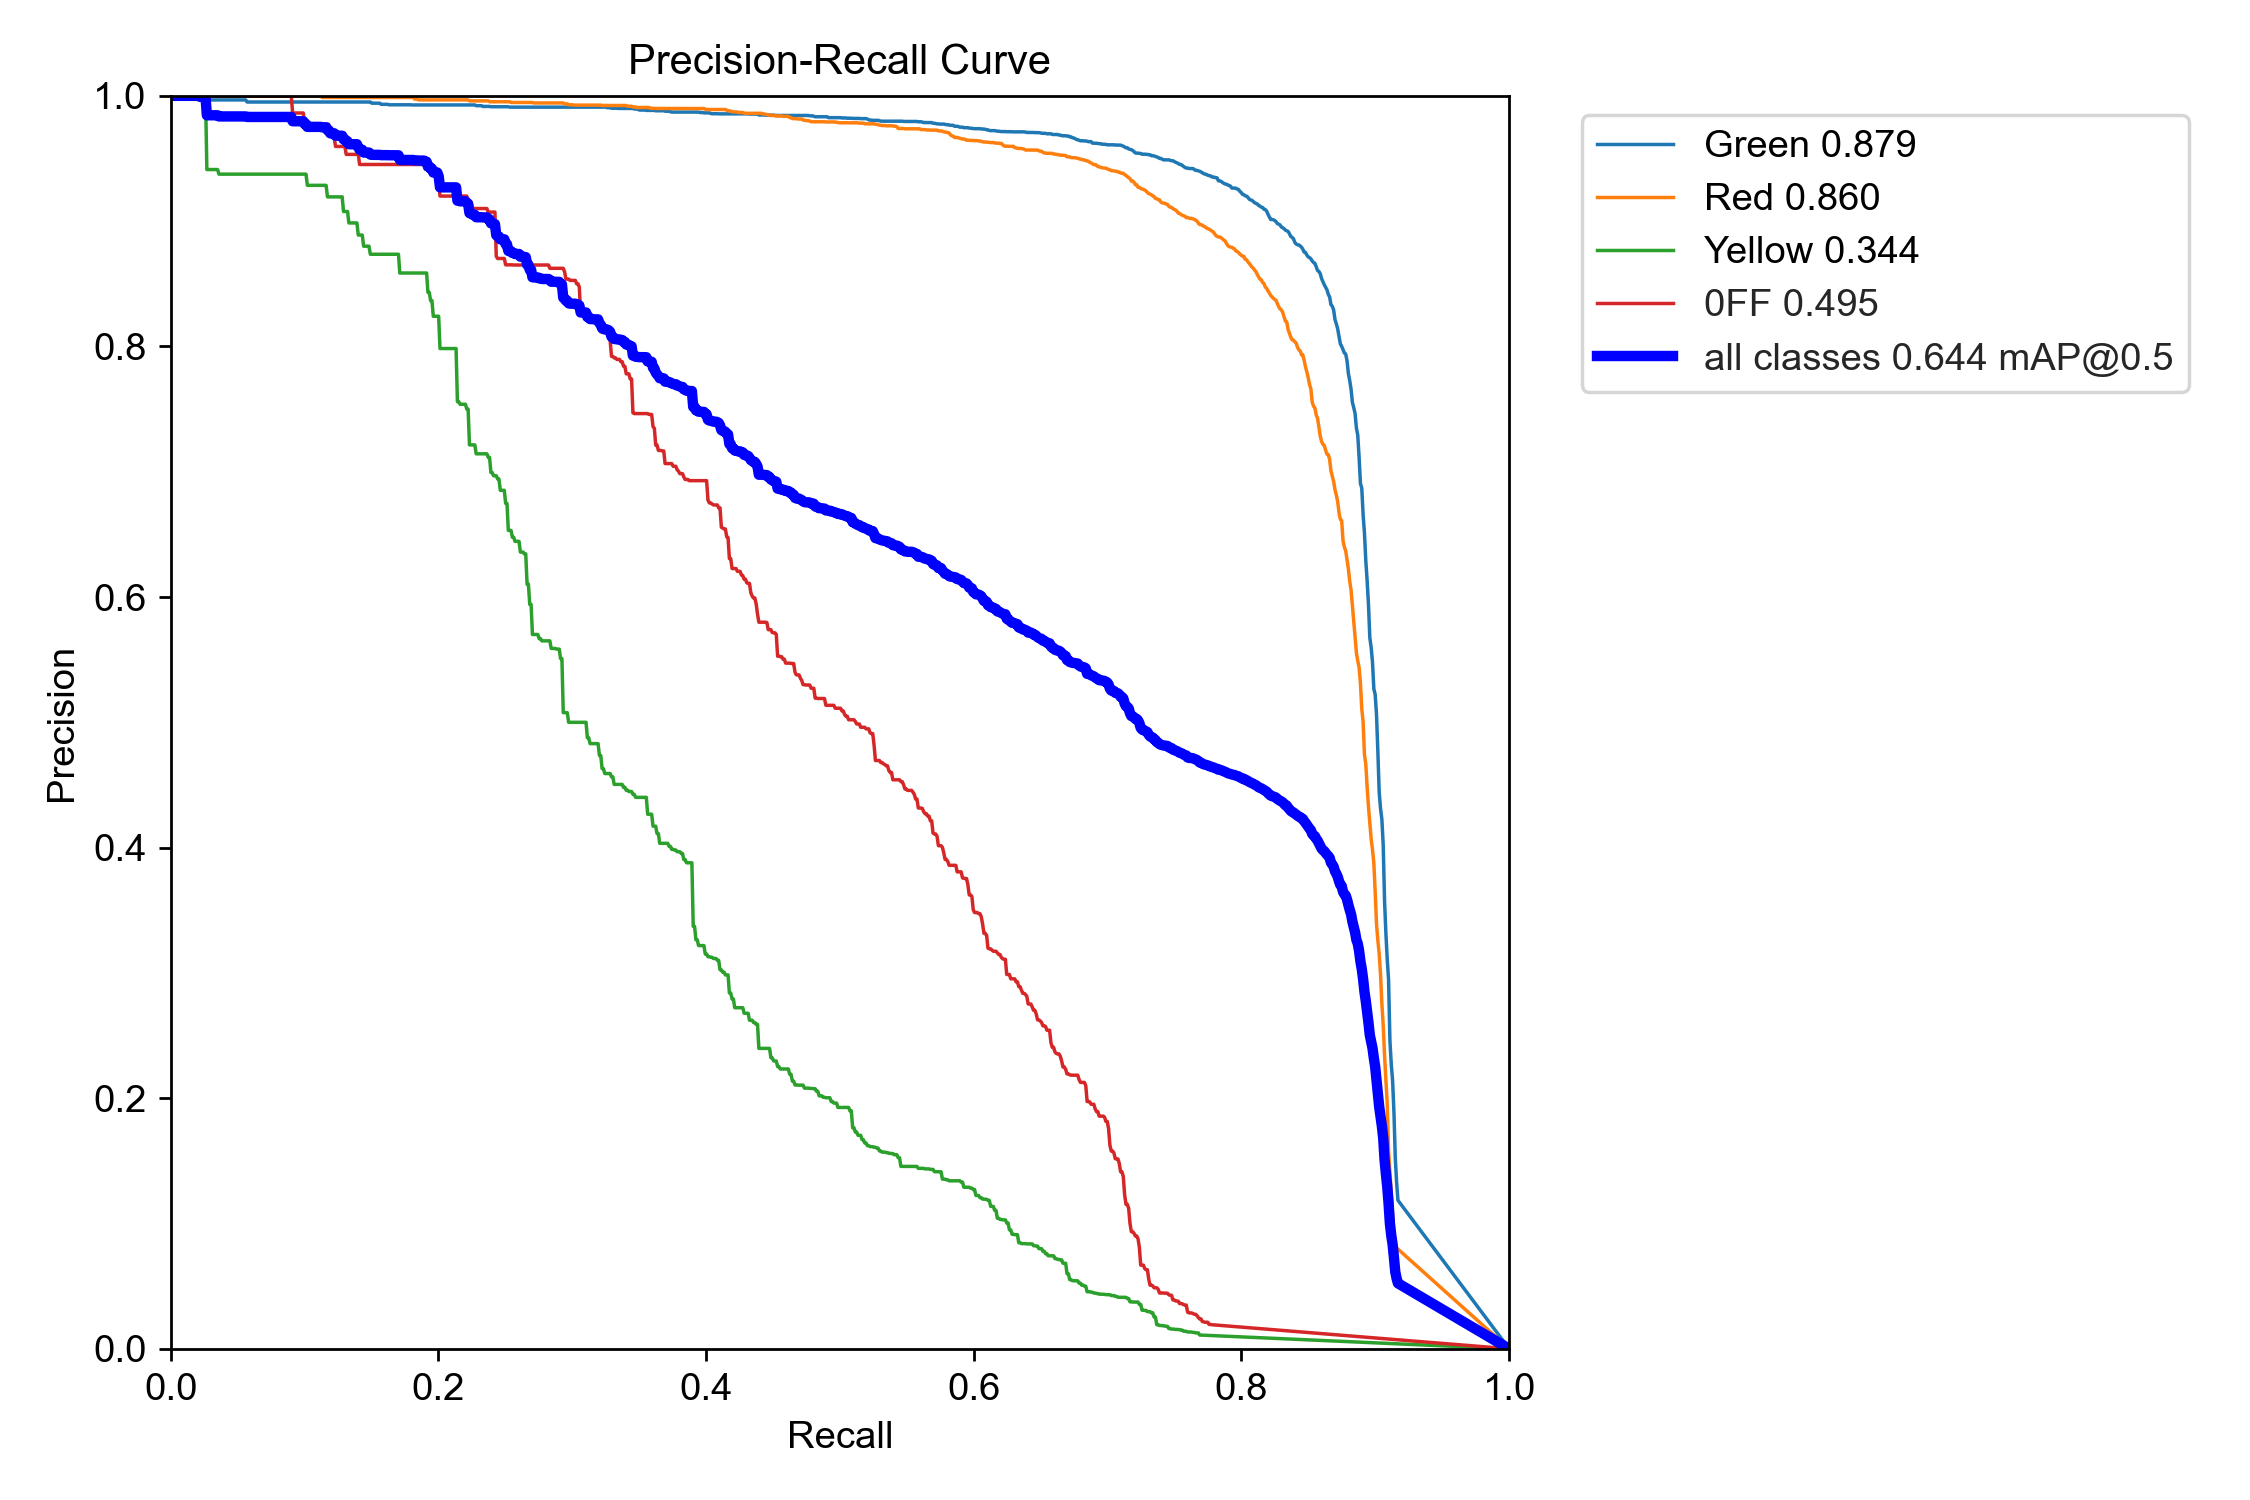 Precision-Recall Curve
1.0
0.8
0.6
0.4
0.2
0.0
Precision
0.0 0.2 0.4 0.6 0.8 1.0
Recall
Green 0.879
Red 0.860
Yellow 0.344
0FF 0.495
all classes 0.644 mAP@0.5